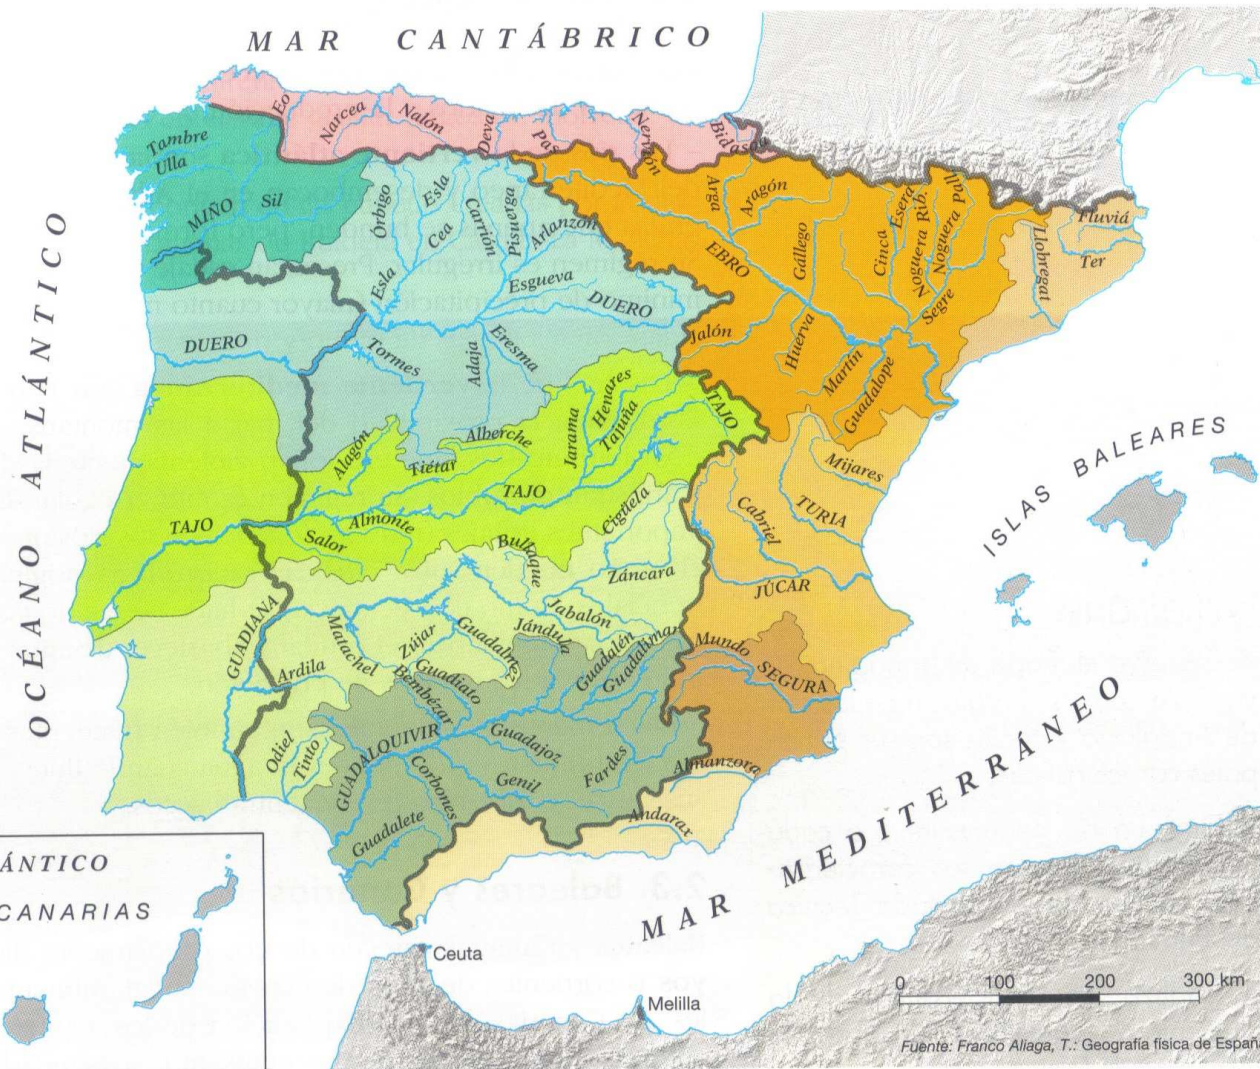 MAR CANTÁBRICO
OCÉANO ATLÁNTICO
Eo
Narcea
Nalón
Deva
Pas
Nervión
Bidasoa
Tambre
Ulla
MIÑO
Sil
Órbigo
Esla
Cea
Carrión
Pisuerga
Arlanzón
Esla
Esgueva
DUERO
DUERO
Tormes
Adaja
Eresma
Arga
Aragón
EBRO
Gállego
Cinca
Esera
Noguera Rib.
Noguera Pall.
Segre
Jalón
Huerva
Martín
Guadalope
Llobregat
Fluviá
Ter
TAJO
Alagón
Tiétar
Alberche
Jarama
Henares
Tajuña
TAJO
TAJO
Almonte
Salor
Cigüela
Bullaque
Záncara
Jabalón
GUADIANA
Matachel
Zújar
Guadalmez
Ardila
Odiel
Tinto
Jándula
Guadalén
Guadalimar
Guadiato
Bembézar
GUADALQUIVIR
Guadajoz
Corbones
Genil
Fardes
Guadalete
Mijares
TURIA
Cabriel
JÚCAR
Mundo
SEGURA
Almanzora
Andarax
ISLAS BALEARES
MAR MEDITERRÁNEO
ÁNTICO
CANARIAS
Ceuta
Melilla
0 100 200 300 km
Fuente: Franco Aliaga, T.: Geografía física de España
2.3. Baleares y Canarias